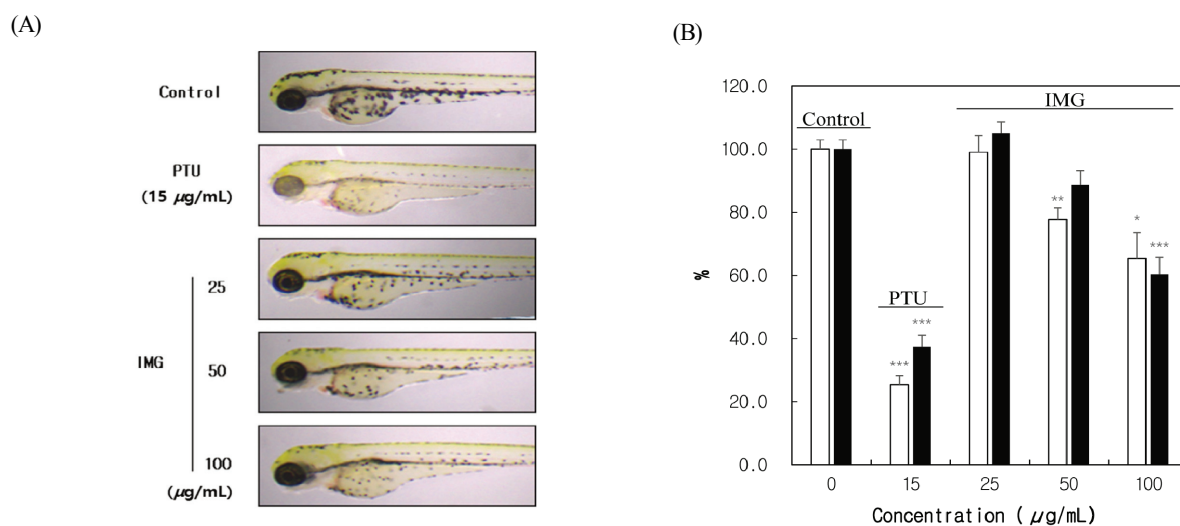 (A)
Control
PTU
(15 μg/mL)
25
IMG
50
100
(μg/mL)
(B)
120.0
100.0
80.0
60.0
40.0
20.0
0.0
%
Control
PTU
IMG
***
***
**
*
***
0
15
25
50
100
Concentration ( μg/mL)